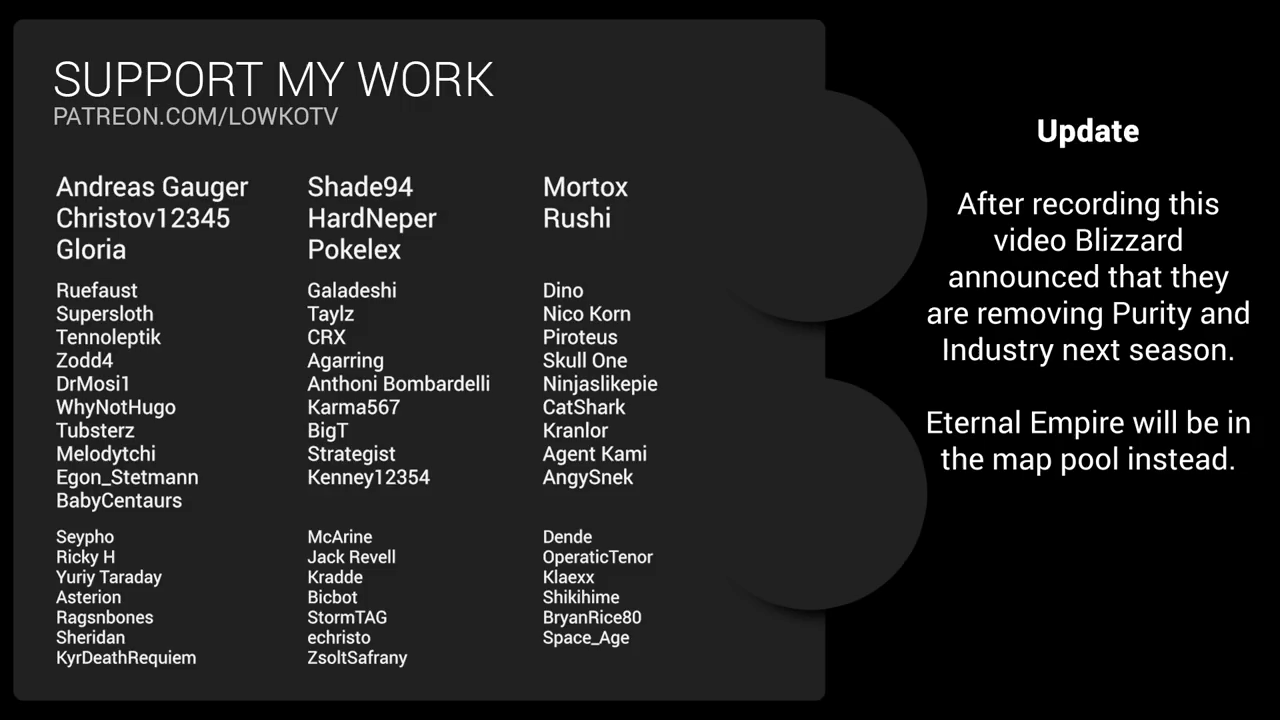 SUPPORT MY WORK
PATREON.COM/LOWKOTV
Andreas Gauger
Christov12345
Gloria
Shade94
HardNeper
Pokelex
Mortox
Rushi
Ruefaust
Supersloth
Tennoleptik
Zodd4
DrMosi1
WhyNotHugo
Tubsterz
Melodytchi
Egon_Stetmann
BabyCentaurs
Galadeshi
Taylz
CRX
Agarring
Anthoni Bombardelli
Karma567
BigT
Strategist
Kenney12354
Dino
Nico Korn
Piroteus
Skull One
Ninjaslikepie
CatShark
Kranlor
Agent Kami
AngySnek
Seypho
Ricky H
Yuriy Taraday
Asterion
Ragsnbones
Sheridan
KyrDeathRequiem
McArine
Jack Revell
Kradde
Bicbot
StormTAG
echristo
ZsoltSafrany
Dende
OperaticTenor
Klaexx
Shikihime
BryanRice80
Space_Age
Update
After recording this
video Blizzard
announced that they
are removing Purity and
Industry next season.
Eternal Empire will be in
the map pool instead.